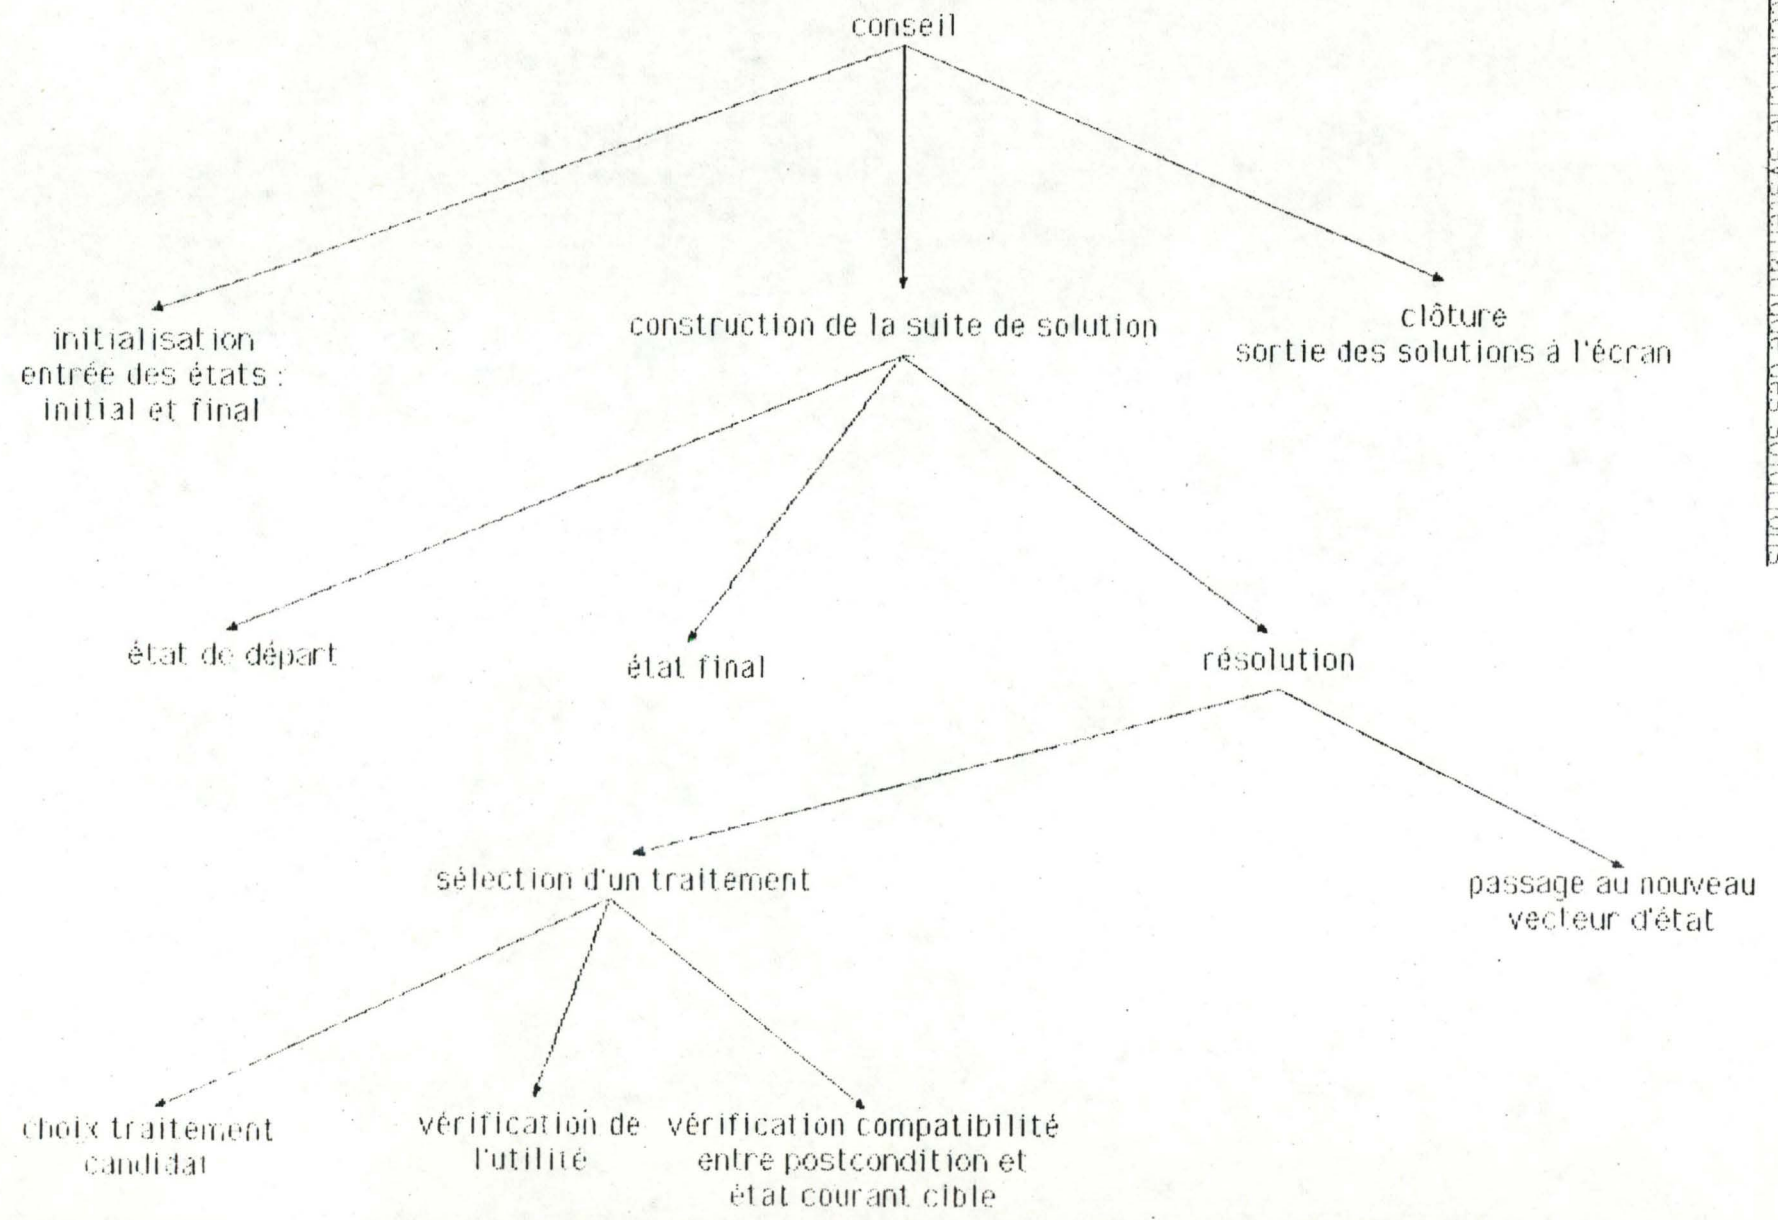 conseil
initialisation
entrée des états :
initial et final
construction de la suite de solution
clôture
sortie des solutions à l'écran
état de départ
état final
résolution
sélection d'un traitement
passage au nouveau
vecteur d'état
choix traitement
candidat
vérification de
l'utilité
vérification compatibilité
entre postcondition et
état courant cible
des solutions